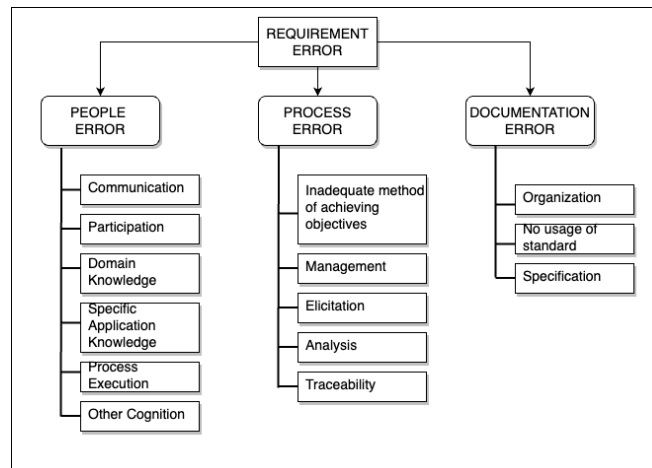 REQUIREMENT
ERROR
PEOPLE
ERROR
PROCESS
ERROR
DOCUMENTATION
ERROR
Communication
Participation
Domain
Knowledge
Specific
Application
Knowledge
Process
Execution
Other Cognition
Inadequate method
of achieving
objectives
Management
Elicitation
Analysis
Traceability
Organization
No usage of
standard
Specification